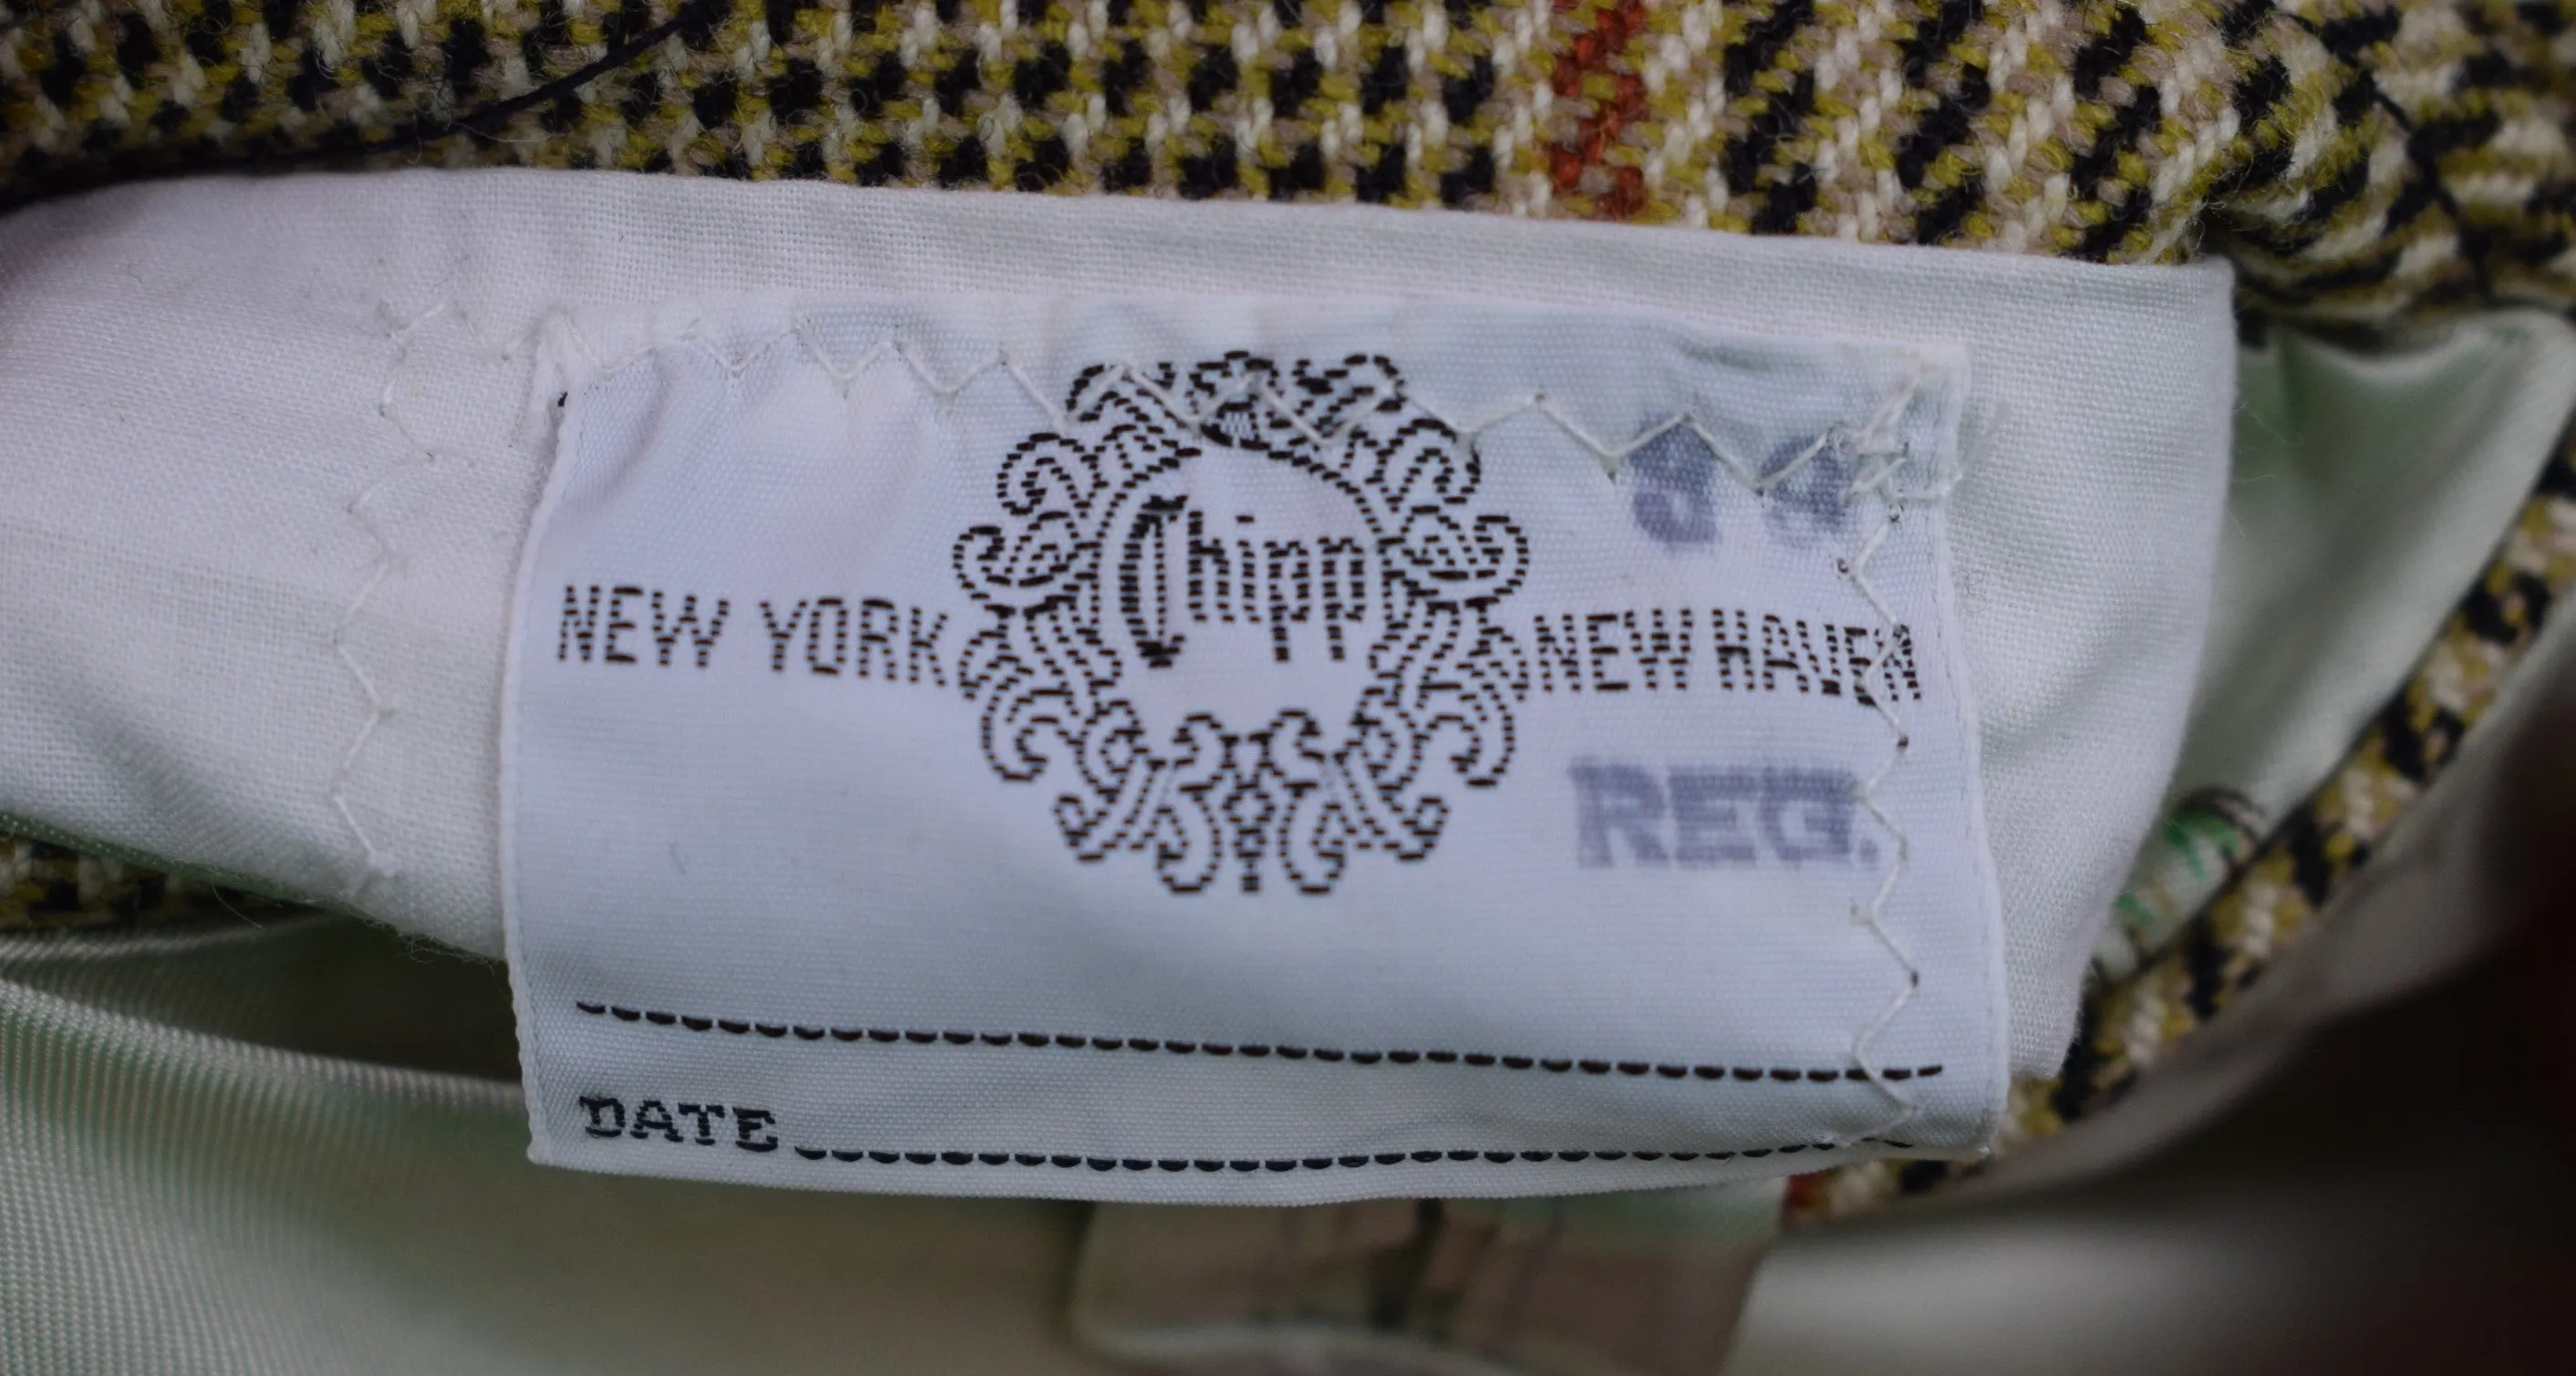 Chipp
NEW YORK NEW HAVEN
REG.
DATE